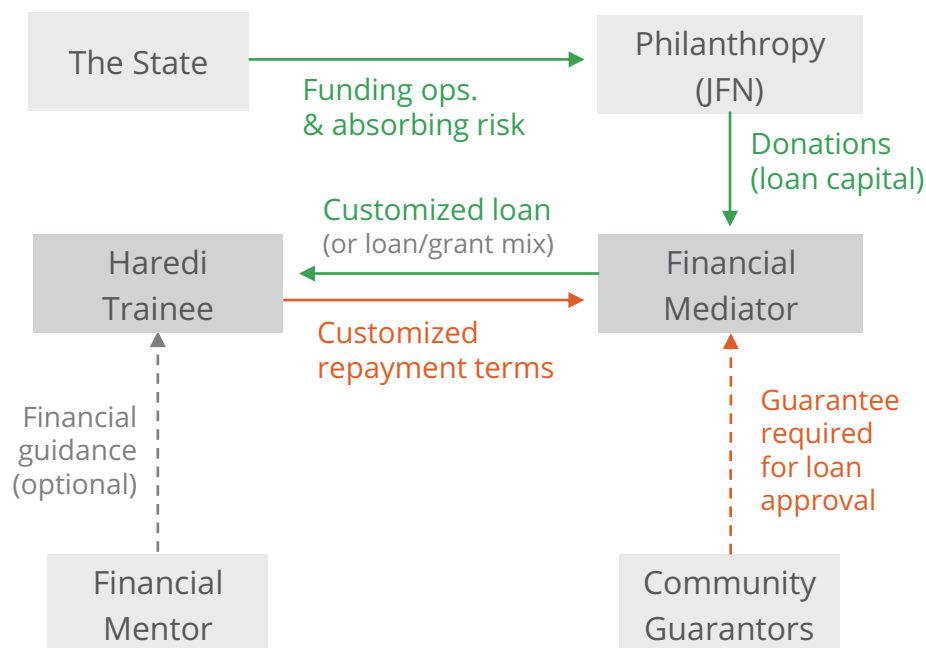 The State
Philanthropy
(JFN)
Funding ops.
& absorbing risk
Donations
(loan capital)
Customized loan
(or loan/grant mix)
Haredi
Trainee
Financial
Mediator
Customized
repayment terms
Financial
guidance
(optional)
Guarantee
required
for loan
approval
Financial
Mentor
Community
Guarantors